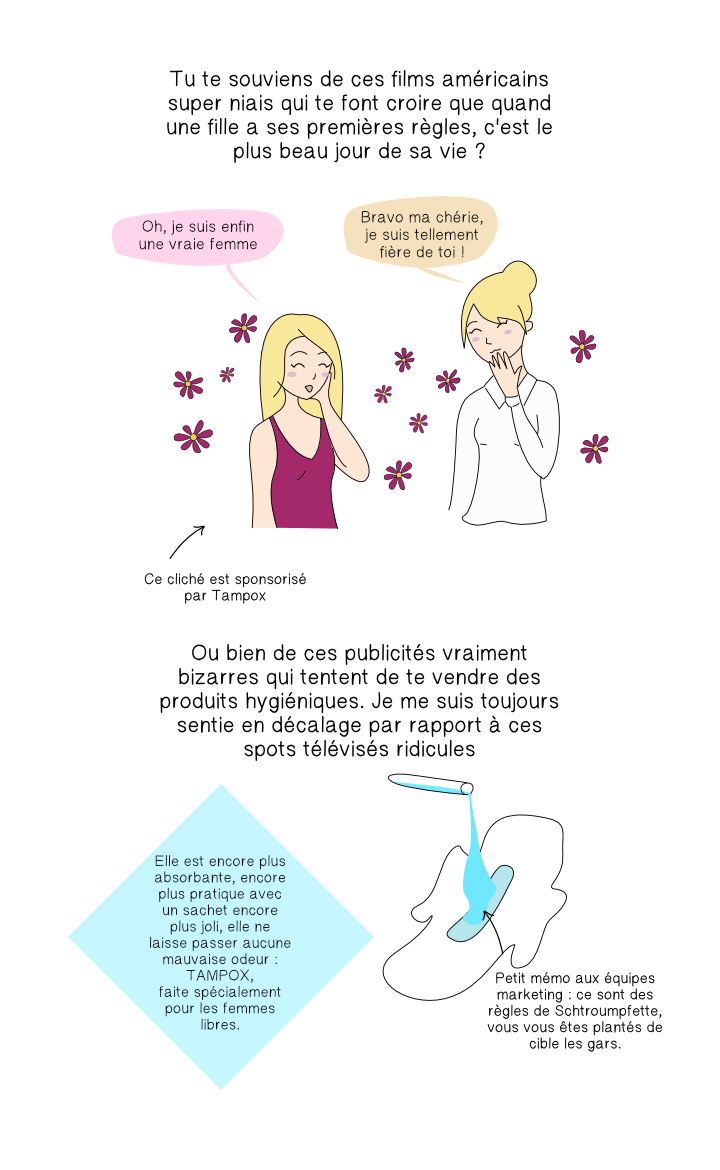 Tu te souviens de ces films américains
super niais qui te font croire que quand
une fille a ses premières règles, c'est le
plus beau jour de sa vie ?
Oh, je suis enfin
une vraie femme
Bravo ma chérie,
je suis tellement
fière de toi !
Ce cliché est sponsorisé
par Tampox
Ou bien de ces publicités vraiment
bizarres qui tentent de te vendre des
produits hygiéniques. Je me suis toujours
sentie en décalage par rapport à ces
spots télévisés ridicules
Elle est encore plus
absorbante, encore
plus pratique avec
un sachet encore
plus joli, elle ne
laisse passer aucune
mauvaise odeur :
TAMPOX,
faite spécialement
pour les femmes
libres.
Petit mémo aux équipes
marketing : ce sont des
règles de Schtroumpfette,
vous vous êtes plantés de
cible les gars.